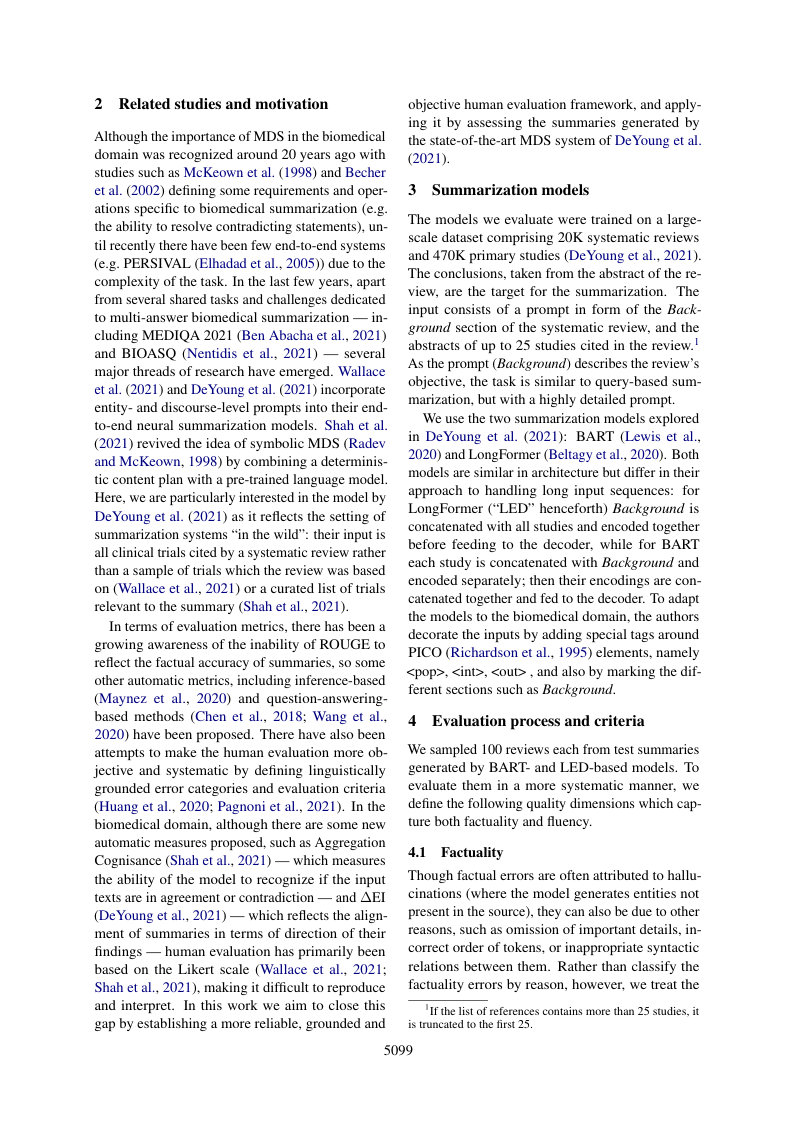 2 Related studies and motivation
Although the importance of MDS in the biomedical
domain was recognized around 20 years ago with
studies such as McKeown et al. (1998) and Becher
et al. (2002) defining some requirements and oper-
ations specific to biomedical summarization (e.g.
the ability to resolve contradicting statements), un-
til recently there have been few end-to-end systems
(e.g. PERSIVAL (Elhadad et al., 2005)) due to the
complexity of the task. In the last few years, apart
from several shared tasks and challenges dedicated
to multi-answer biomedical summarization — in-
cluding MEDIQA 2021 (Ben Abacha et al., 2021)
and BIOASQ (Nentidis et al., 2021) — several
major threads of research have emerged. Wallace
et al. (2021) and DeYoung et al. (2021) incorporate
entity- and discourse-level prompts into their end-
to-end neural summarization models. Shah et al.
(2021) revived the idea of symbolic MDS (Radev
and McKeown, 1998) by combining a determinis-
tic content plan with a pre-trained language model.
Here, we are particularly interested in the model by
DeYoung et al. (2021) as it reflects the setting of
summarization systems “in the wild”: their input is
all clinical trials cited by a systematic review rather
than a sample of trials which the review was based
on (Wallace et al., 2021) or a curated list of trials
relevant to the summary (Shah et al., 2021).
In terms of evaluation metrics, there has been a
growing awareness of the inability of ROUGE to
reflect the factual accuracy of summaries, so some
other automatic metrics, including inference-based
(Maynez et al., 2020) and question-answering-
based methods (Chen et al., 2018; Wang et al.,
2020) have been proposed. There have also been
attempts to make the human evaluation more ob-
jective and systematic by defining linguistically
grounded error categories and evaluation criteria
(Huang et al., 2020; Pagnoni et al., 2021). In the
biomedical domain, although there are some new
automatic measures proposed, such as Aggregation
Cognisance (Shah et al., 2021) — which measures
the ability of the model to recognize if the input
texts are in agreement or contradiction — and ΔEI
(DeYoung et al., 2021) — which reflects the align-
ment of summaries in terms of direction of their
findings — human evaluation has primarily been
based on the Likert scale (Wallace et al., 2021;
Shah et al., 2021), making it difficult to reproduce
and interpret. In this work we aim to close this
gap by establishing a more reliable, grounded and
objective human evaluation framework, and apply-
ing it by assessing the summaries generated by
the state-of-the-art MDS system of DeYoung et al.
(2021).
3 Summarization models
The models we evaluate were trained on a large-
scale dataset comprising 20K systematic reviews
and 470K primary studies (DeYoung et al., 2021).
The conclusions, taken from the abstract of the re-
view, are the target for the summarization. The
input consists of a prompt in form of the Back-
ground section of the systematic review, and the
abstracts of up to 25 studies cited in the review.1
As the prompt (Background) describes the review’s
objective, the task is similar to query-based sum-
marization, but with a highly detailed prompt.
We use the two summarization models explored
in DeYoung et al. (2021): BART (Lewis et al.,
2020) and LongFormer (Beltagy et al., 2020). Both
models are similar in architecture but differ in their
approach to handling long input sequences: for
LongFormer (“LED” henceforth) Background is
concatenated with all studies and encoded together
before feeding to the decoder, while for BART
each study is concatenated with Background and
encoded separately; then their encodings are con-
catenated together and fed to the decoder. To adapt
the models to the biomedical domain, the authors
decorate the inputs by adding special tags around
PICO (Richardson et al., 1995) elements, namely
<pop>, <int>, <out> , and also by marking the dif-
ferent sections such as Background.
4 Evaluation process and criteria
We sampled 100 reviews each from test summaries
generated by BART- and LED-based models. To
evaluate them in a more systematic manner, we
define the following quality dimensions which cap-
ture both factuality and fluency.
4.1 Factuality
Though factual errors are often attributed to hallu-
cinations (where the model generates entities not
present in the source), they can also be due to other
reasons, such as omission of important details, in-
correct order of tokens, or inappropriate syntactic
relations between them. Rather than classify the
factuality errors by reason, however, we treat the
1If the list of references contains more than 25 studies, it
is truncated to the first 25.
5099